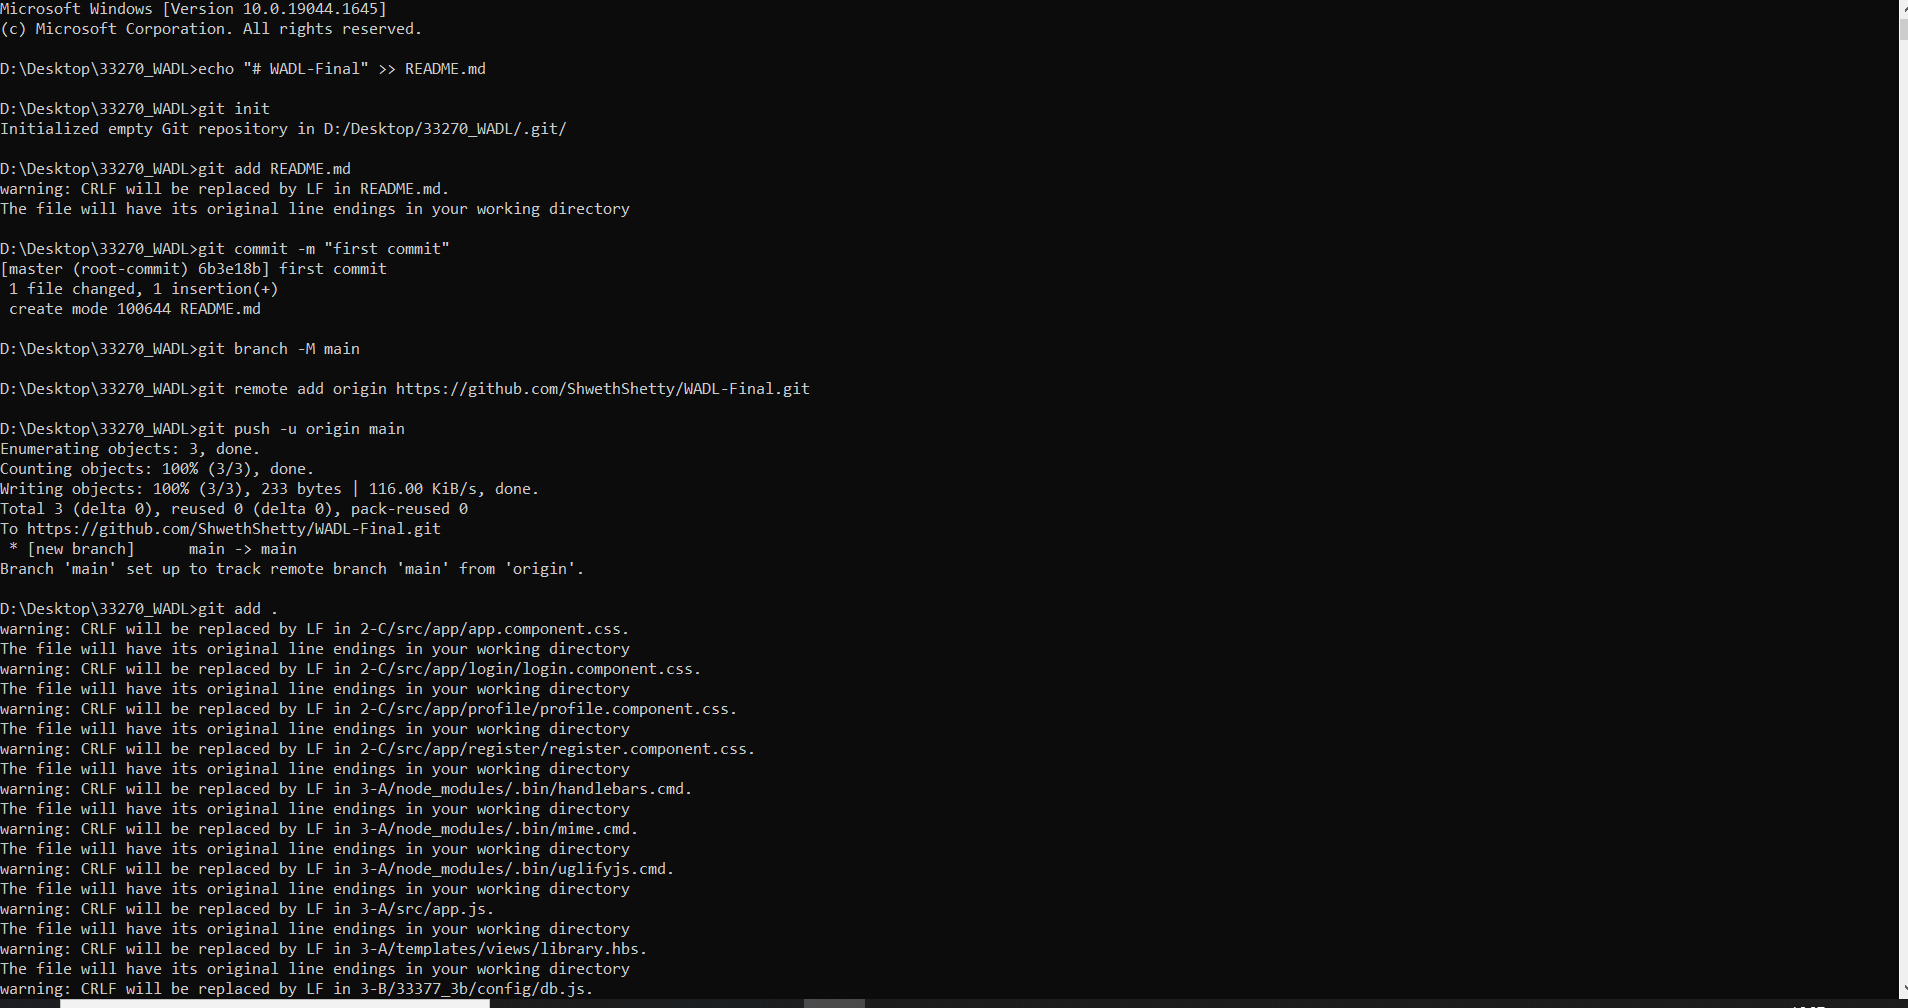 Microsoft Windows [Version 10.0.19044.1645]
(c) Microsoft Corporation. All rights reserved.
D:\Desktop\33270_WADL>echo "# WADL-Final" >> README.md
D:\Desktop\33270_WADL>git init
Initialized empty Git repository in D:/Desktop/33270_WADL/.git/
D:\Desktop\33270_WADL>git add README.md
warning: CRLF will be replaced by LF in README.md.
The file will have its original line endings in your working directory
D:\Desktop\33270_WADL>git commit -m "first commit"
[master (root-commit) 6b3e18b] first commit
 1 file changed, 1 insertion(+)
 create mode 100644 README.md
D:\Desktop\33270_WADL>git branch -M main
D:\Desktop\33270_WADL>git remote add origin https://github.com/ShwethShetty/WADL-Final.git
D:\Desktop\33270_WADL>git push -u origin main
Enumerating objects: 3, done.
Counting objects: 100% (3/3), done.
Writing objects: 100% (3/3), 233 bytes | 116.00 KiB/s, done.
Total 3 (delta 0), reused 0 (delta 0), pack-reused 0
To https://github.com/ShwethShetty/WADL-Final.git
 * [new branch]      main -> main
Branch 'main' set up to track remote branch 'main' from 'origin'.
D:\Desktop\33270_WADL>git add .
warning: CRLF will be replaced by LF in 2-C/src/app/app.component.css.
The file will have its original line endings in your working directory
warning: CRLF will be replaced by LF in 2-C/src/app/login/login.component.css.
The file will have its original line endings in your working directory
warning: CRLF will be replaced by LF in 2-C/src/app/profile/profile.component.css.
The file will have its original line endings in your working directory
warning: CRLF will be replaced by LF in 2-C/src/app/register/register.component.css.
The file will have its original line endings in your working directory
warning: CRLF will be replaced by LF in 3-A/node_modules/.bin/handlebars.cmd.
The file will have its original line endings in your working directory
warning: CRLF will be replaced by LF in 3-A/node_modules/.bin/mime.cmd.
The file will have its original line endings in your working directory
warning: CRLF will be replaced by LF in 3-A/node_modules/.bin/uglifyjs.cmd.
The file will have its original line endings in your working directory
warning: CRLF will be replaced by LF in 3-A/src/app.js.
The file will have its original line endings in your working directory
warning: CRLF will be replaced by LF in 3-A/templates/views/library.hbs.
The file will have its original line endings in your working directory
warning: CRLF will be replaced by LF in 3-B/33377_3b/config/db.js.